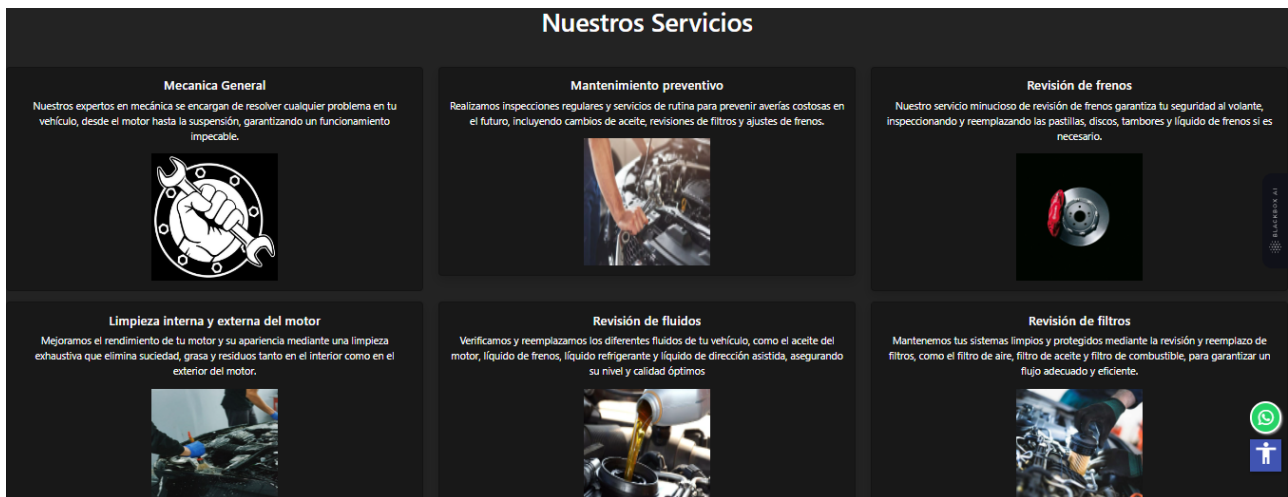 Nuestros Servicios
Mecanica General
Nuestros expertos en mecánica se encargan de resolver cualquier problema en tu
vehículo, desde el motor hasta la suspensión, garantizando un funcionamiento
impecable.
Mantenimiento preventivo
Realizamos inspecciones regulares y servicios de rutina para prevenir averías costosas en
el futuro, incluyendo cambios de aceite, revisiones de filtros y ajustes de frenos.
Revisión de frenos
Nuestro servicio minucioso de revisión de frenos garantiza tu seguridad al volante,
inspeccionando y reemplazando las pastillas, discos, tambores y líquido de frenos si es
necesario.
BLACKBOX AI
Limpieza interna y externa del motor
Mejoramos el rendimiento de tu motor y su apariencia mediante una limpieza
exhaustiva que elimina suciedad, grasa y residuos tanto en el interior como en el
exterior del motor.
Revisión de fluidos
Verificamos y reemplazamos los diferentes fluidos de tu vehículo, como el aceite del
motor, líquido de frenos, líquido refrigerante y líquido de dirección asistida, asegurando
su nivel y calidad óptimos
Revisión de filtros
Mantenemos tus sistemas limpios y protegidos mediante la revisión y reemplazo de
filtros, como el filtro de aire, filtro de aceite y filtro de combustible, para garantizar un
flujo adecuado y eficiente.